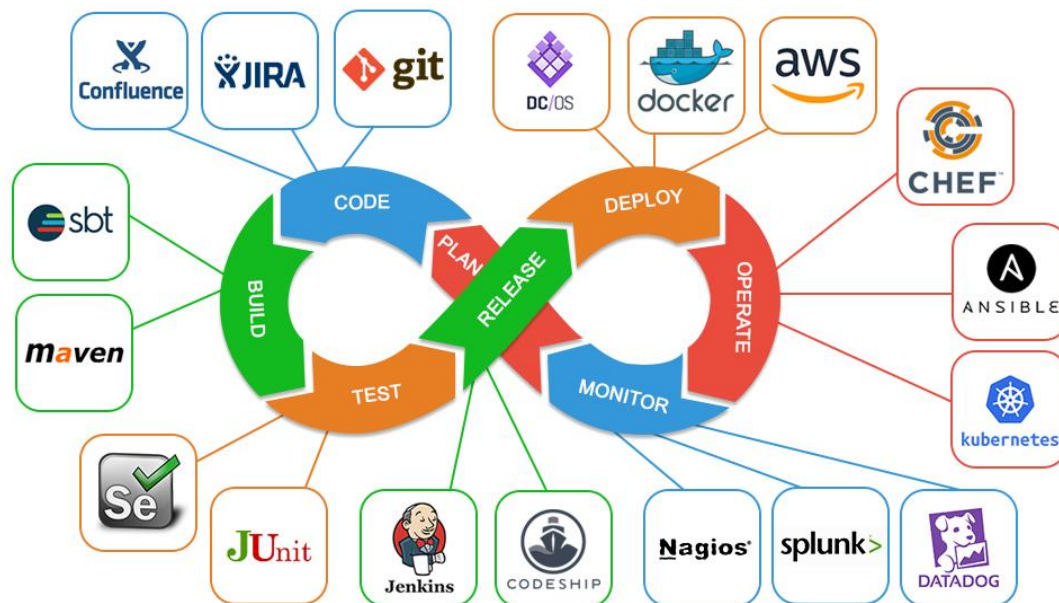 Confluence
JIRA
git
DC/OS
docker
aws
CHEF™
sbt
CODE
DEPLOY
PLAN
RELEASE
BUILD
OPERATE
ANSIBLE
maven
TEST
MONITOR
kubernetes
Se
JUnit
Jenkins
CODESHIP
Nagios®
splunk>
DATADOG